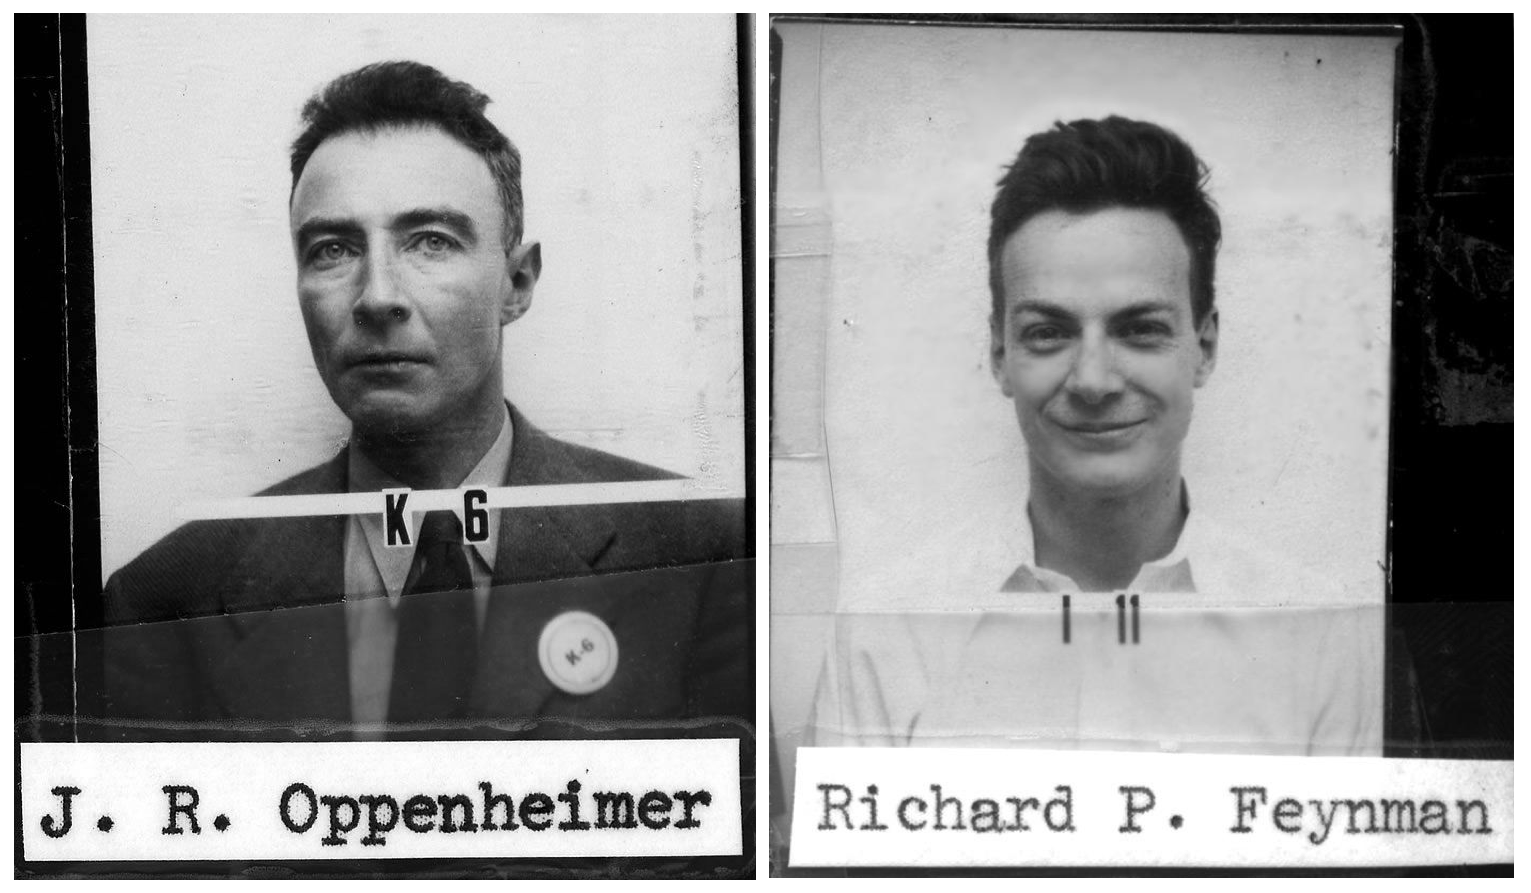 K 6
K-6
J. R. Oppenheimer
I 11
Richard P. Feynman